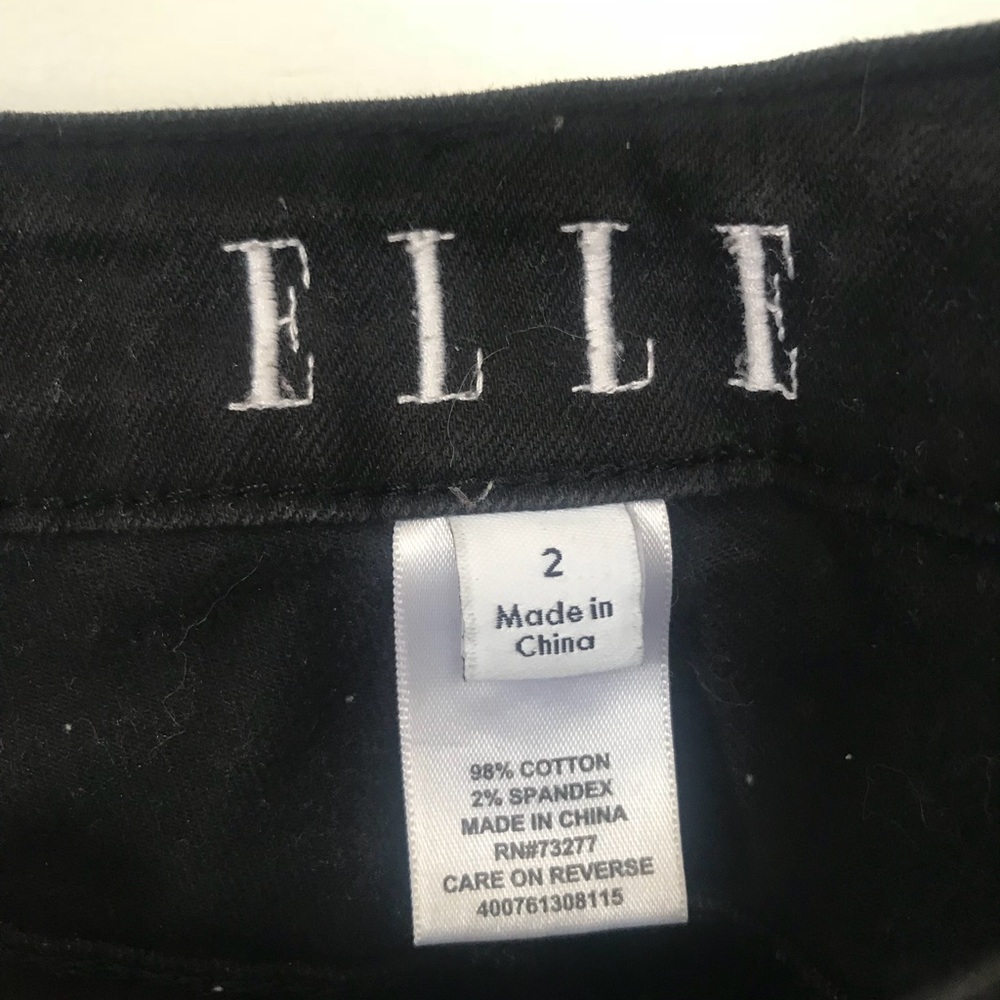 ELLE
2
Made in
China
98% COTTON
2% SPANDEX
MADE IN CHINA
RN#73277
CARE ON REVERSE
400761308115